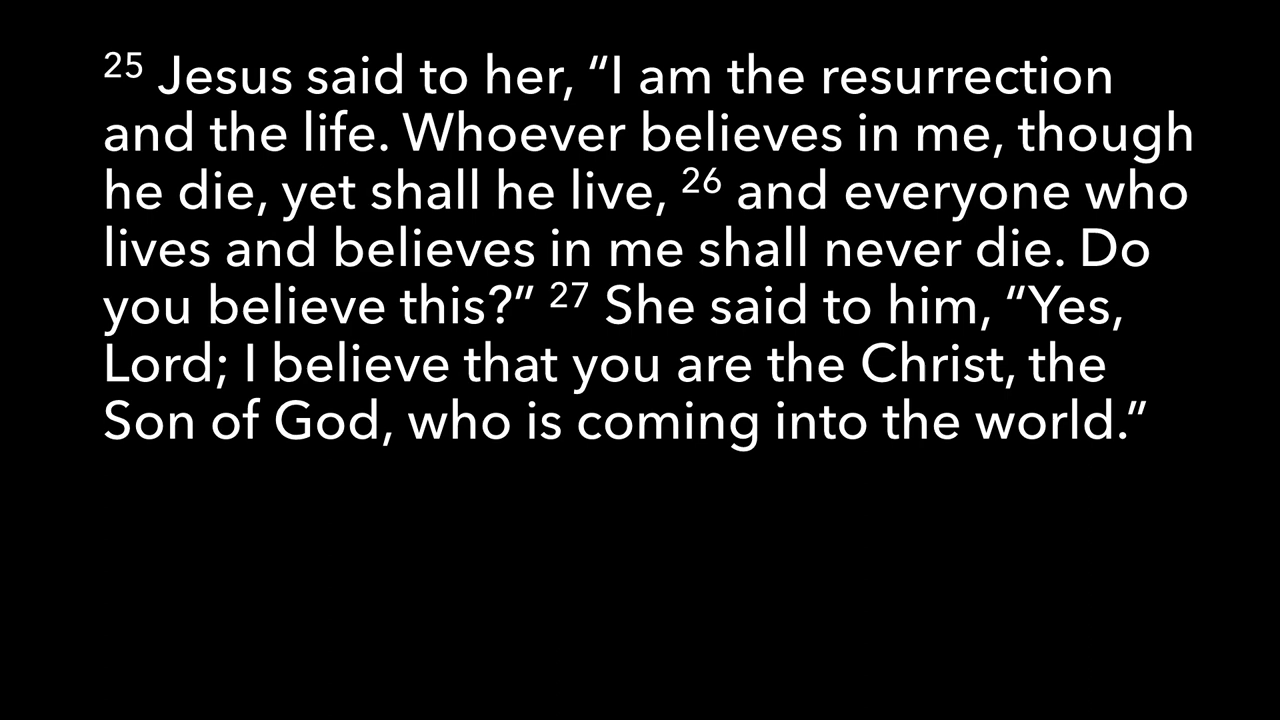 25 Jesus said to her, “I am the resurrection
and the life. Whoever believes in me, though
he die, yet shall he live, 26 and everyone who
lives and believes in me shall never die. Do
you believe this?” 27 She said to him, “Yes,
Lord; I believe that you are the Christ, the
Son of God, who is coming into the world.”